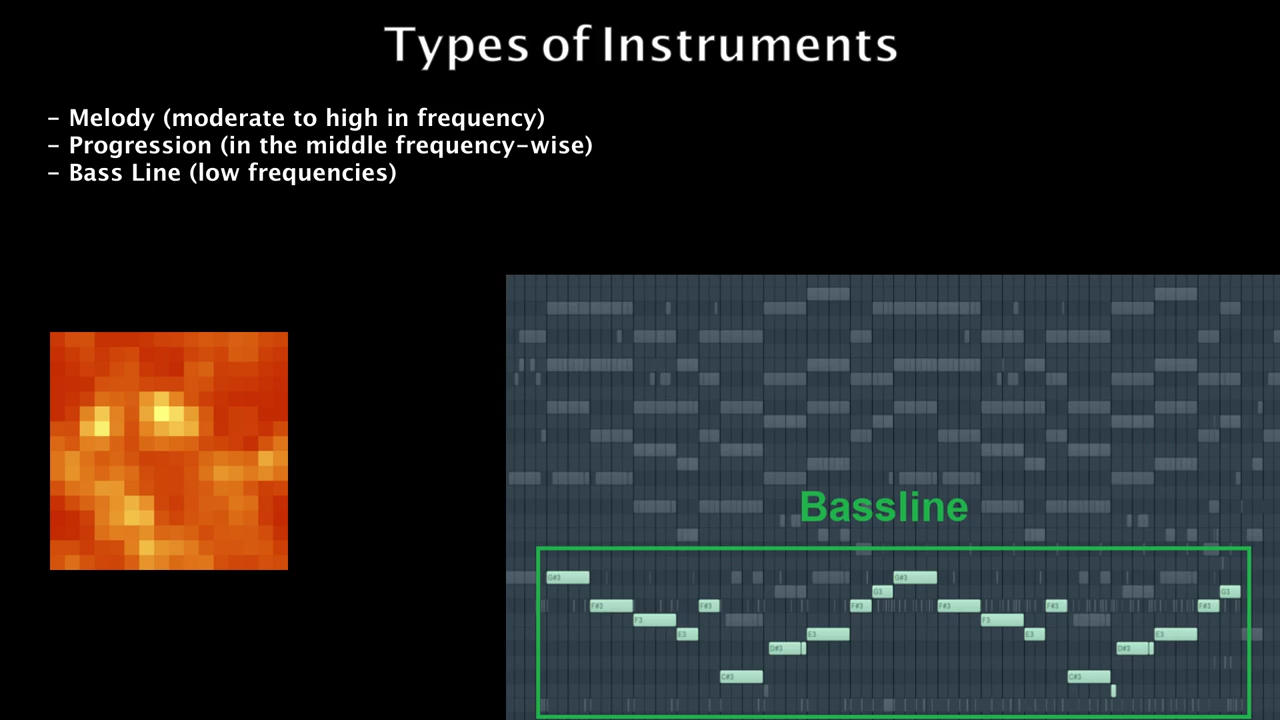 Types of Instruments
- Melody (moderate to high in frequency)
- Progression (in the middle frequency-wise)
- Bass Line (low frequencies)
Bassline
G#3 G#3
G3 G3
F#3 F#3 F#3 F#3 F#3 F#3
F3 F3
E3 E3 E3 E3
D#3 D#3
C#3 C#3